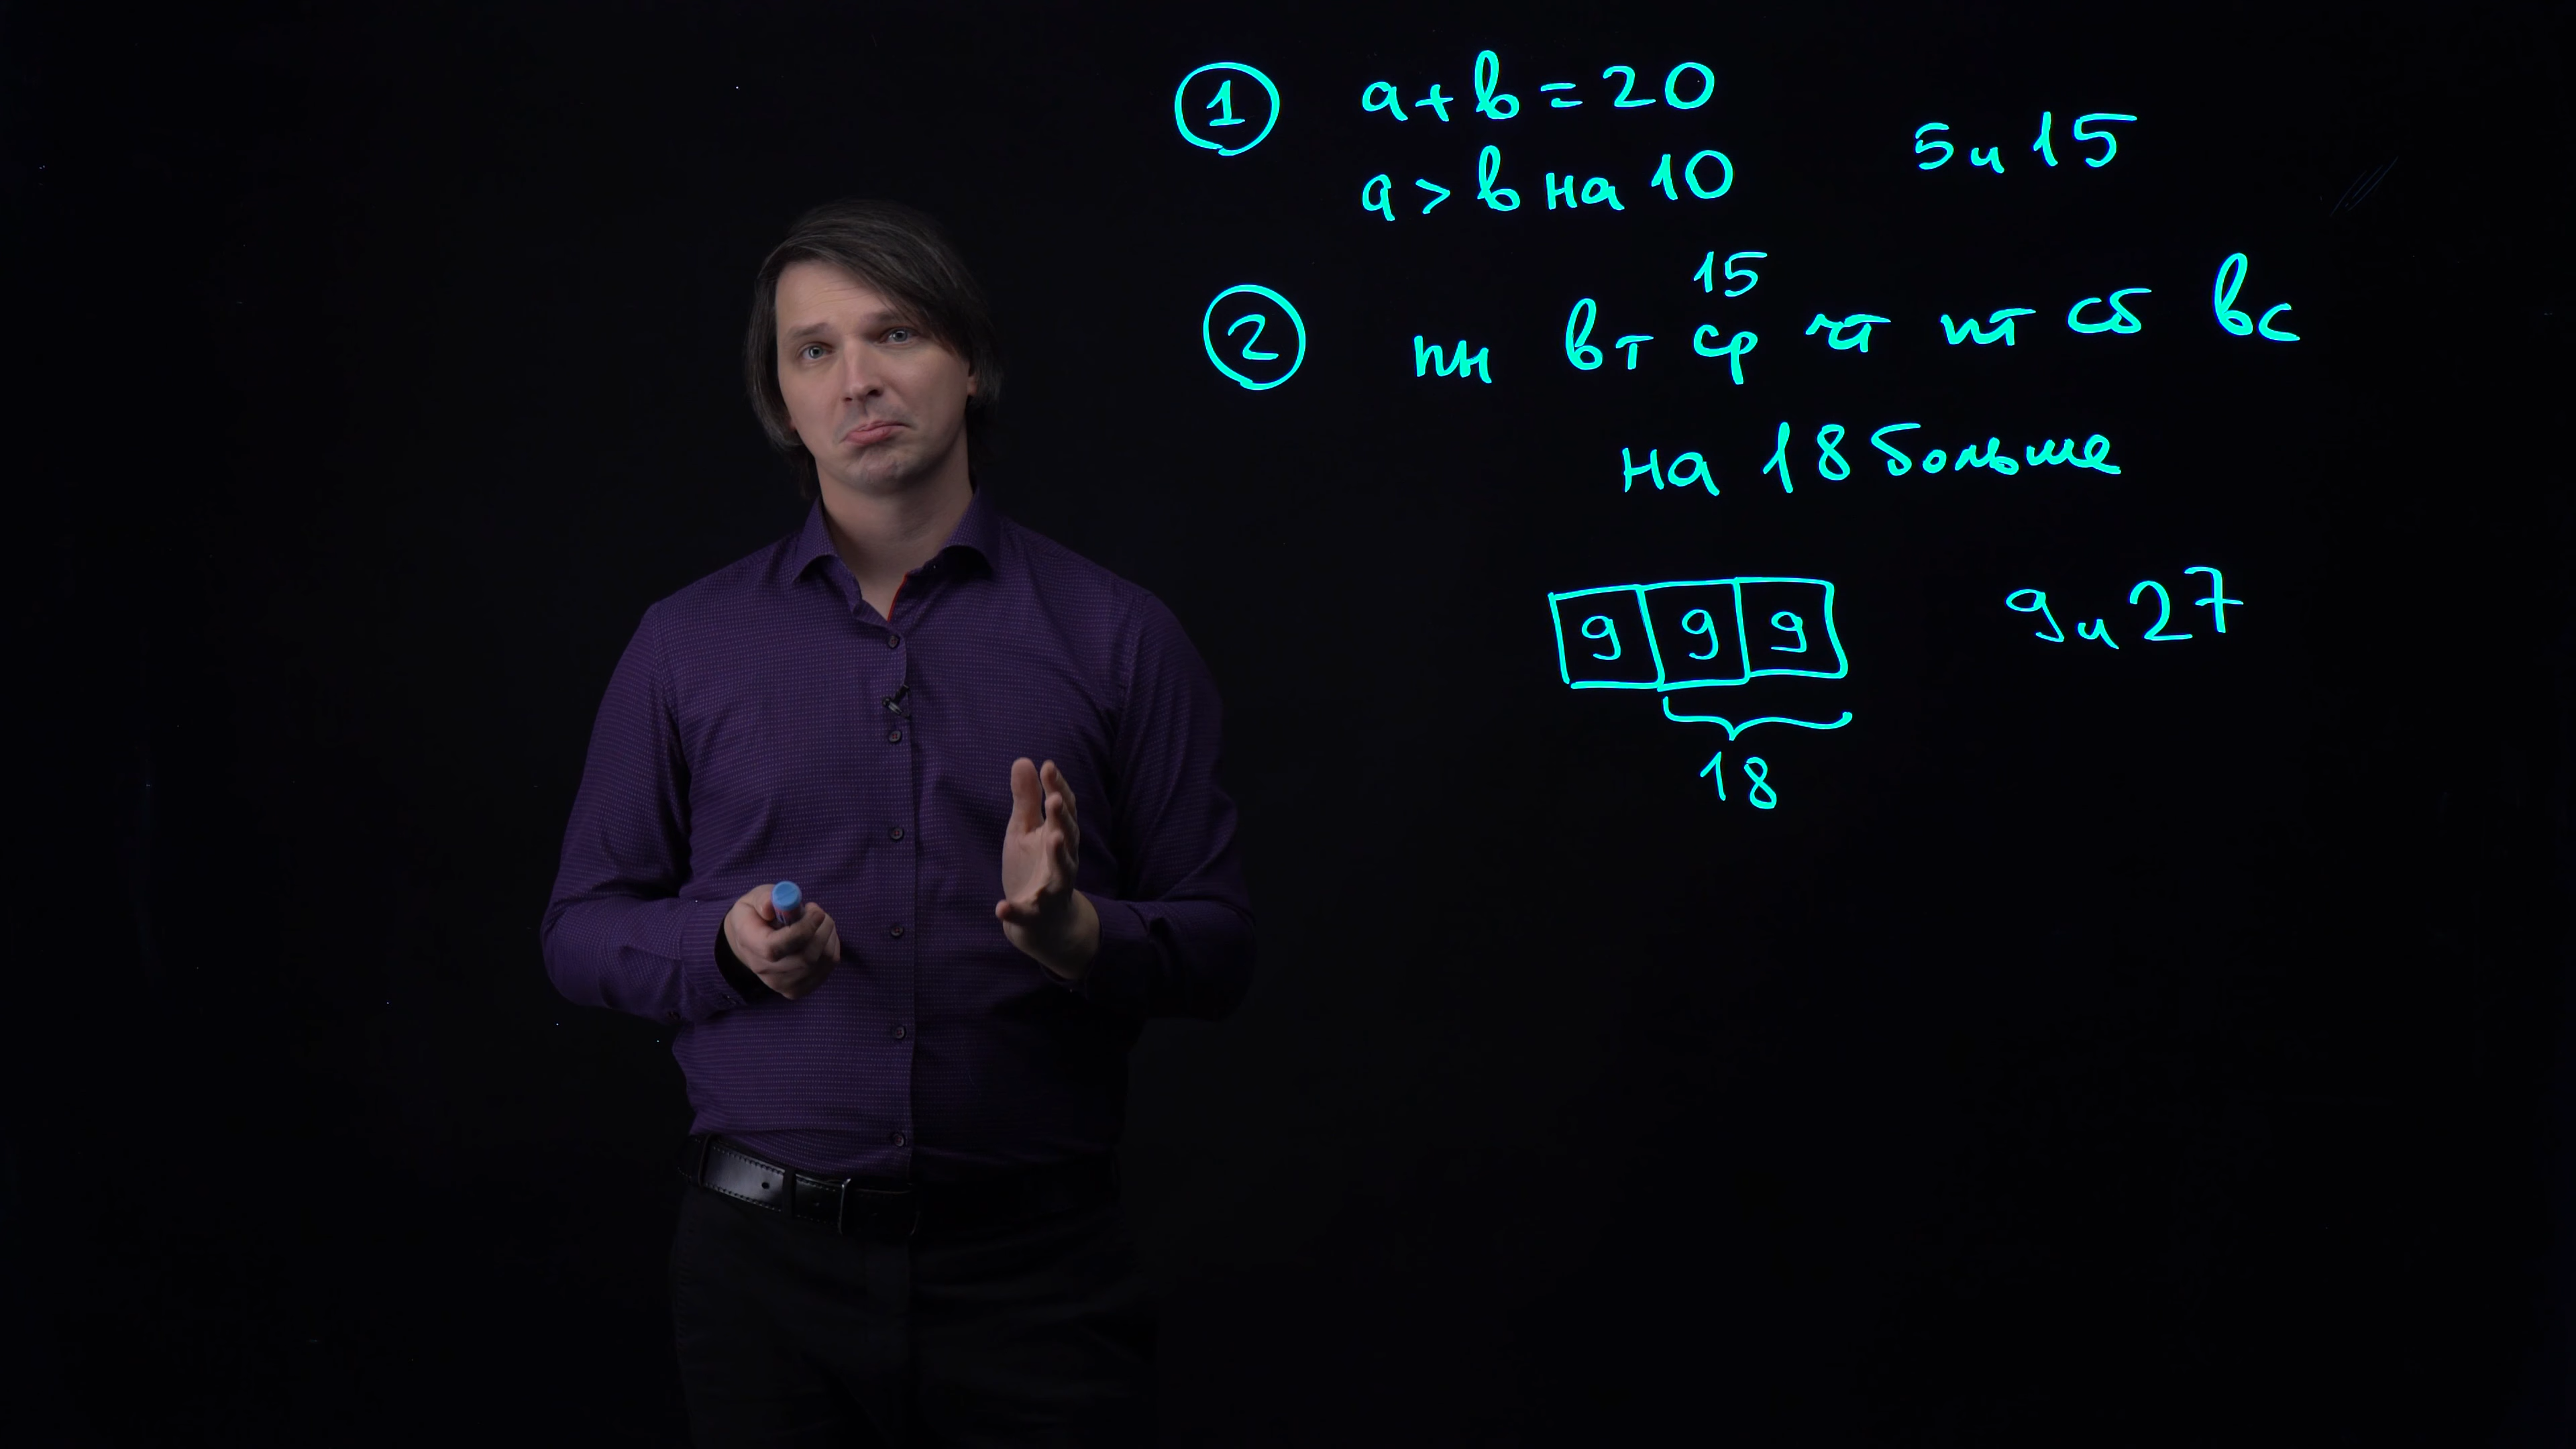 1 а+в=20
а>в на 10
5 и 15
15
2 пн вт ср чт пт сб вс
на 18 больше
9 9 9
9 и 27
18